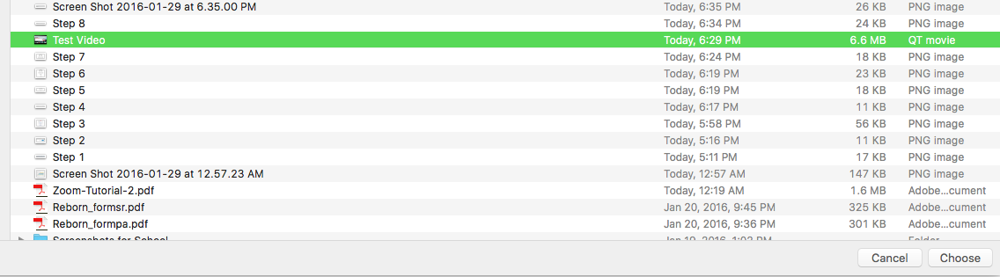 Screen Shot 2016-01-29 at 6.35.00 PM Today, 6:35 PM 26 KB PNG image
Step 8 Today, 6:34 PM 24 KB PNG image
Test Video Today, 6:29 PM 6.6 MB QT movie
Step 7 Today, 6:24 PM 18 KB PNG image
Step 6 Today, 6:19 PM 23 KB PNG image
Step 5 Today, 6:19 PM 18 KB PNG image
Step 4 Today, 6:17 PM 11 KB PNG image
Step 3 Today, 5:58 PM 56 KB PNG image
Step 2 Today, 5:16 PM 11 KB PNG image
Step 1 Today, 5:11 PM 17 KB PNG image
Screen Shot 2016-01-29 at 12.57.23 AM Today, 12:57 AM 147 KB PNG image
Zoom-Tutorial-2.pdf Today, 12:19 AM 1.6 MB Adobe...cument
Reborn_formsr.pdf Jan 20, 2016, 9:45 PM 325 KB Adobe...cument
Reborn_formpa.pdf Jan 20, 2016, 9:36 PM 301 KB Adobe...cument
Screenshots for School Jan 19, 2016, 1:03 PM -- Folder
Cancel Choose